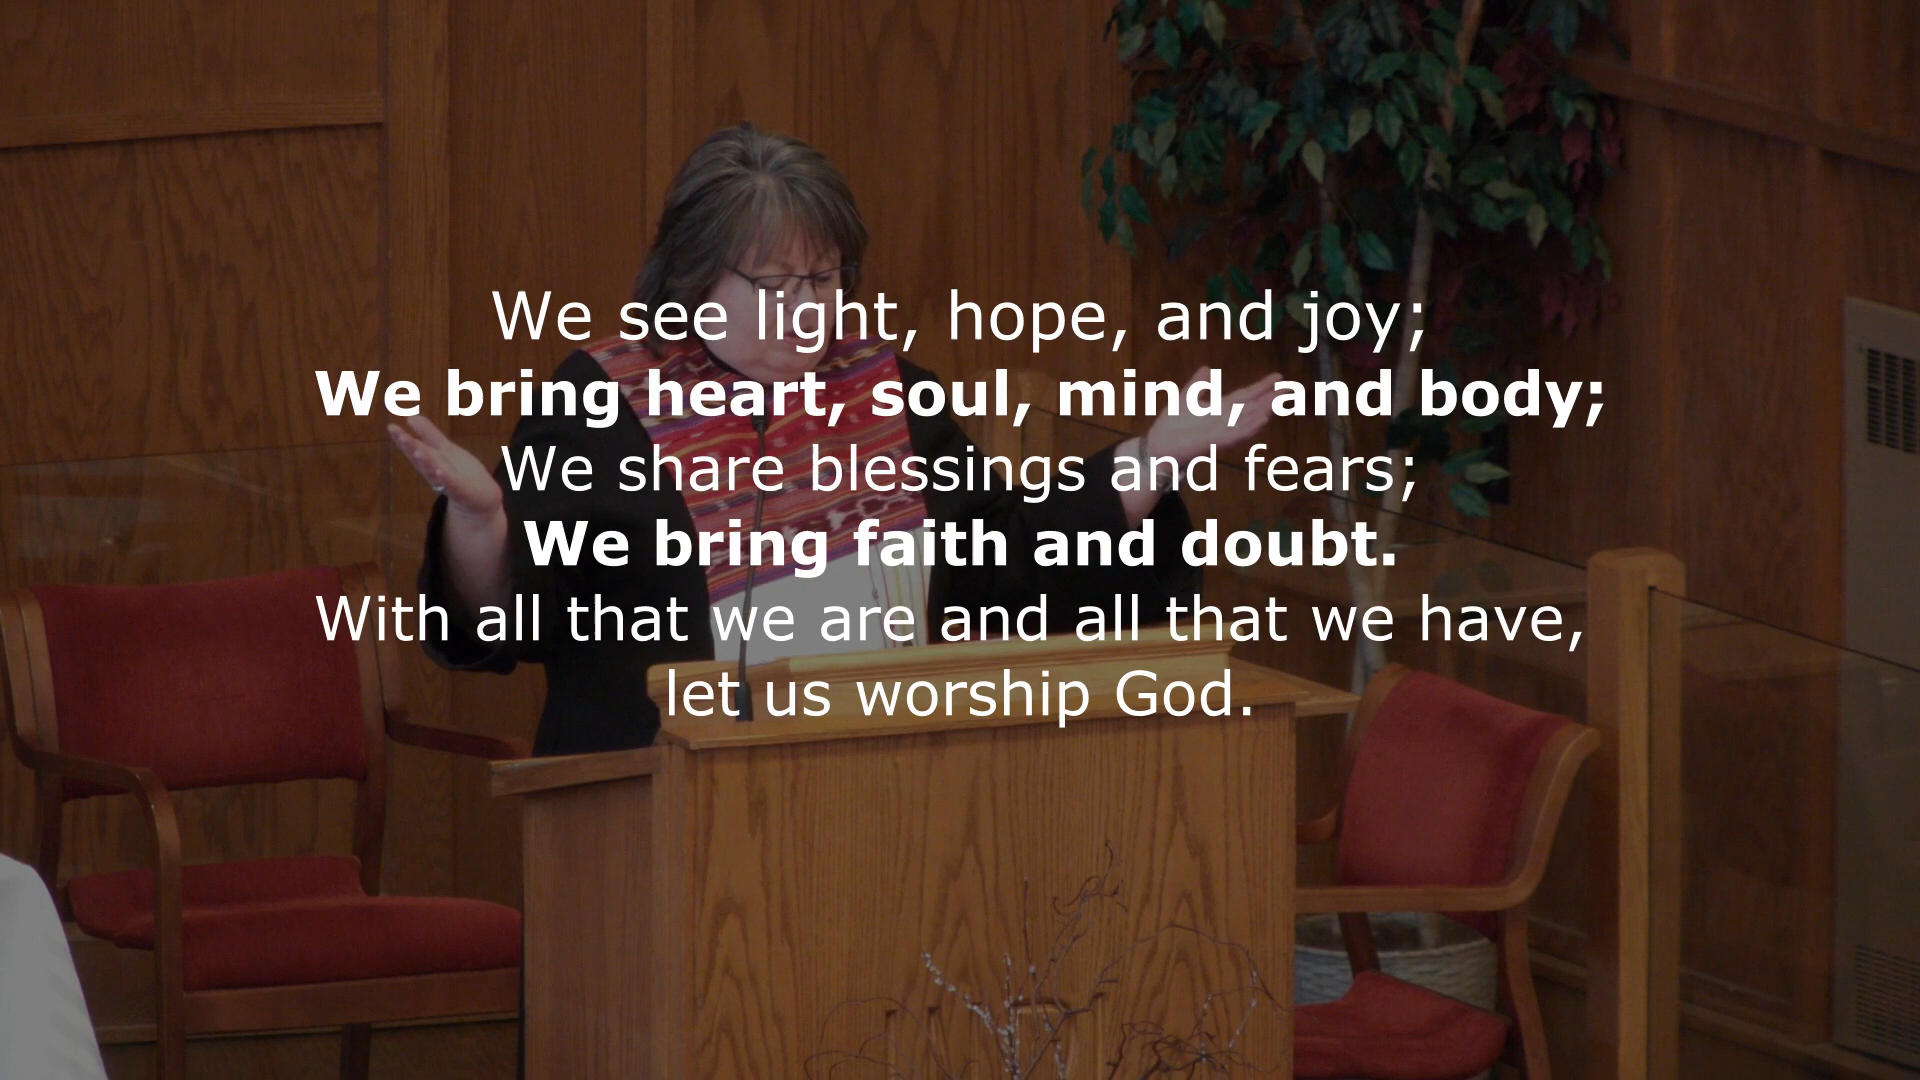 We see light, hope, and joy;
We bring heart, soul, mind, and body;
We share blessings and fears;
We bring faith and doubt.
With all that we are and all that we have,
let us worship God.